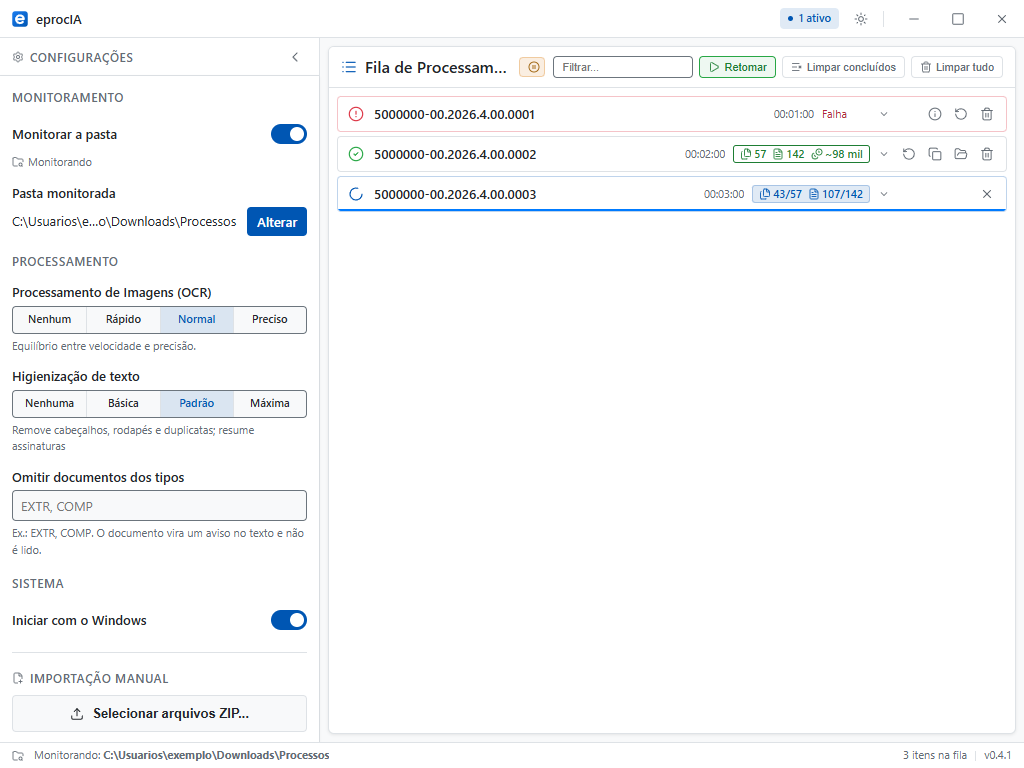 eprocIA
1 ativo
CONFIGURAÇÕES
MONITORAMENTO
Monitorar a pasta
Monitorando
Pasta monitorada
C:\Usuarios\e...o\Downloads\Processos
Alterar
PROCESSAMENTO
Processamento de Imagens (OCR)
Nenhum Rápido Normal Preciso
Equilíbrio entre velocidade e precisão.
Higienização de texto
Nenhuma Básica Padrão Máxima
Remove cabeçalhos, rodapés e duplicatas; resume
assinaturas
Omitir documentos dos tipos
EXTR, COMP
Ex.: EXTR, COMP. O documento vira um aviso no texto e não
é lido.
SISTEMA
Iniciar com o Windows
IMPORTAÇÃO MANUAL
Selecionar arquivos ZIP...
Fila de Processam... Filtrar... Retomar Limpar concluídos Limpar tudo
5000000-00.2026.4.00.0001 00:01:00 Falha
5000000-00.2026.4.00.0002 00:02:00 57 142 ~98 mil
5000000-00.2026.4.00.0003 00:03:00 43/57 107/142
Monitorando: C:\Usuarios\exemplo\Downloads\Processos
3 itens na fila v0.4.1